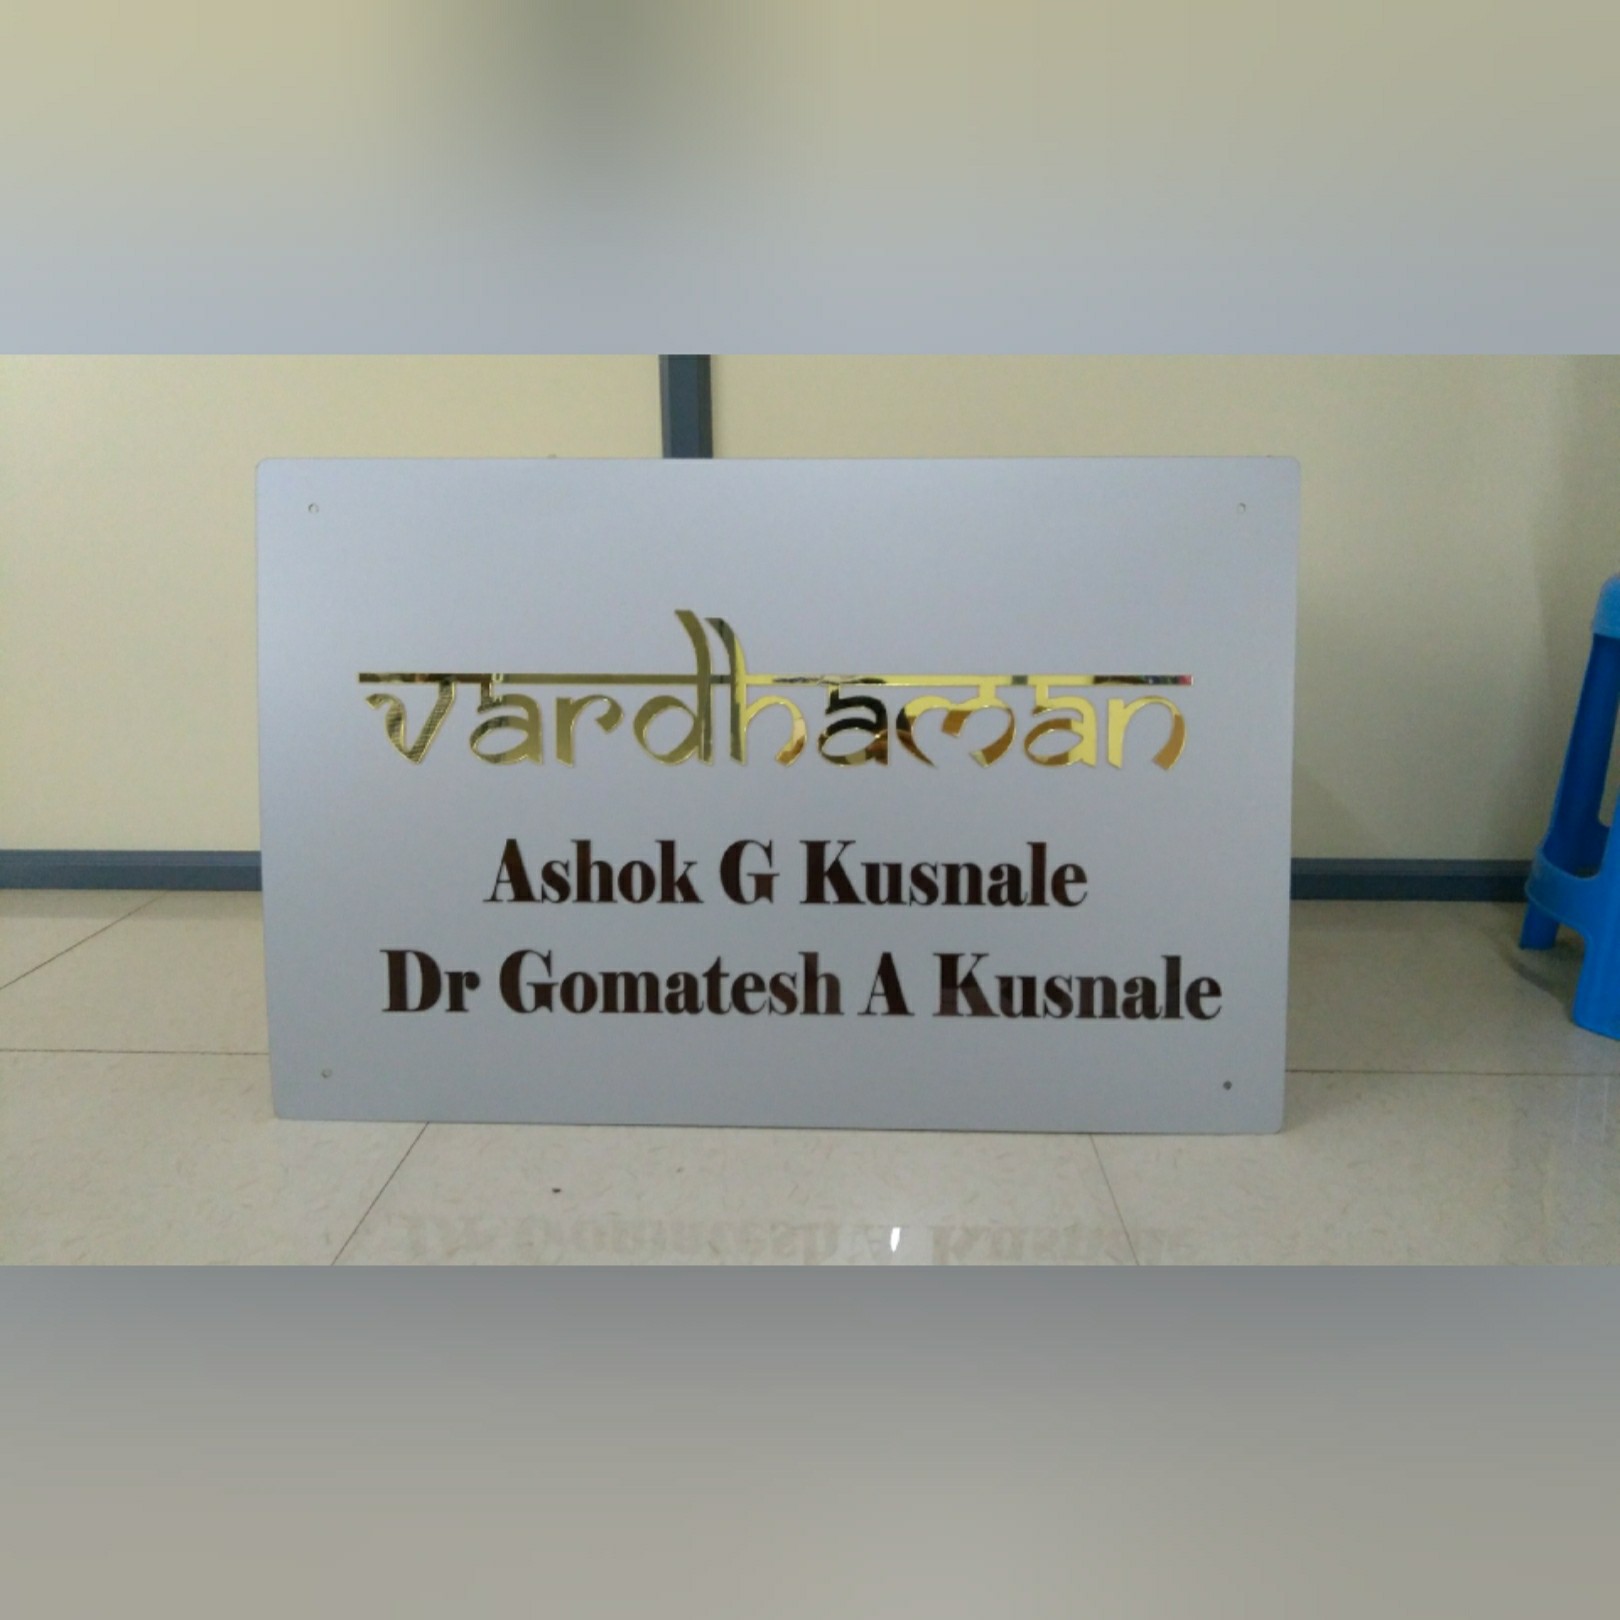 vardhaman
Ashok G Kusnale
Dr Gomatesh A Kusnale